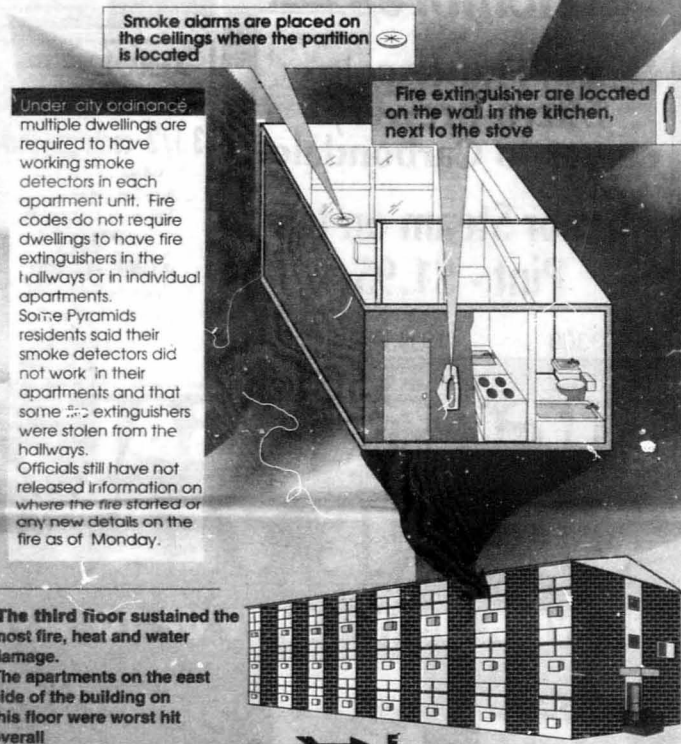 Smoke alarms are placed on
the ceilings where the partition
is located
Fire extinguisher are located
on the wall in the kitchen,
next to the stove
Under city ordinance,
multiple dwellings are
required to have
working smoke
detectors in each
apartment unit. Fire
codes do not require
dwellings to have fire
extinguishers in the
hallways or in individual
apartments.
Some Pyramids
residents said their
smoke detectors did
not work in their
apartments and that
some fire extinguishers
were stolen from the
hallways.
Officials still have not
released information on
where the fire started or
any new details on the
fire as of Monday.
The third floor sustained the
most fire, heat and water
damage.
The apartments on the east
side of the building on
this floor were worst hit
overall
E